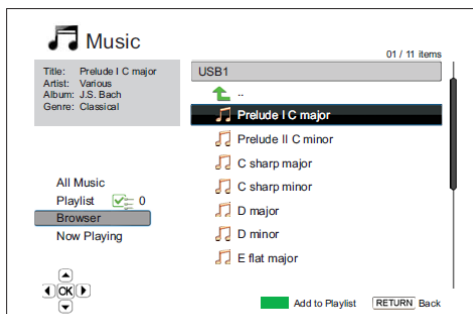 Music
01 / 11 items
Title: Prelude I C major
Artist: Various
Album: J.S. Bach
Genre: Classical
USB1
..
Prelude I C major
Prelude II C minor
C sharp major
C sharp minor
D major
D minor
E flat major
All Music
Playlist 0
Browser
Now Playing
OK
Add to Playlist RETURN Back